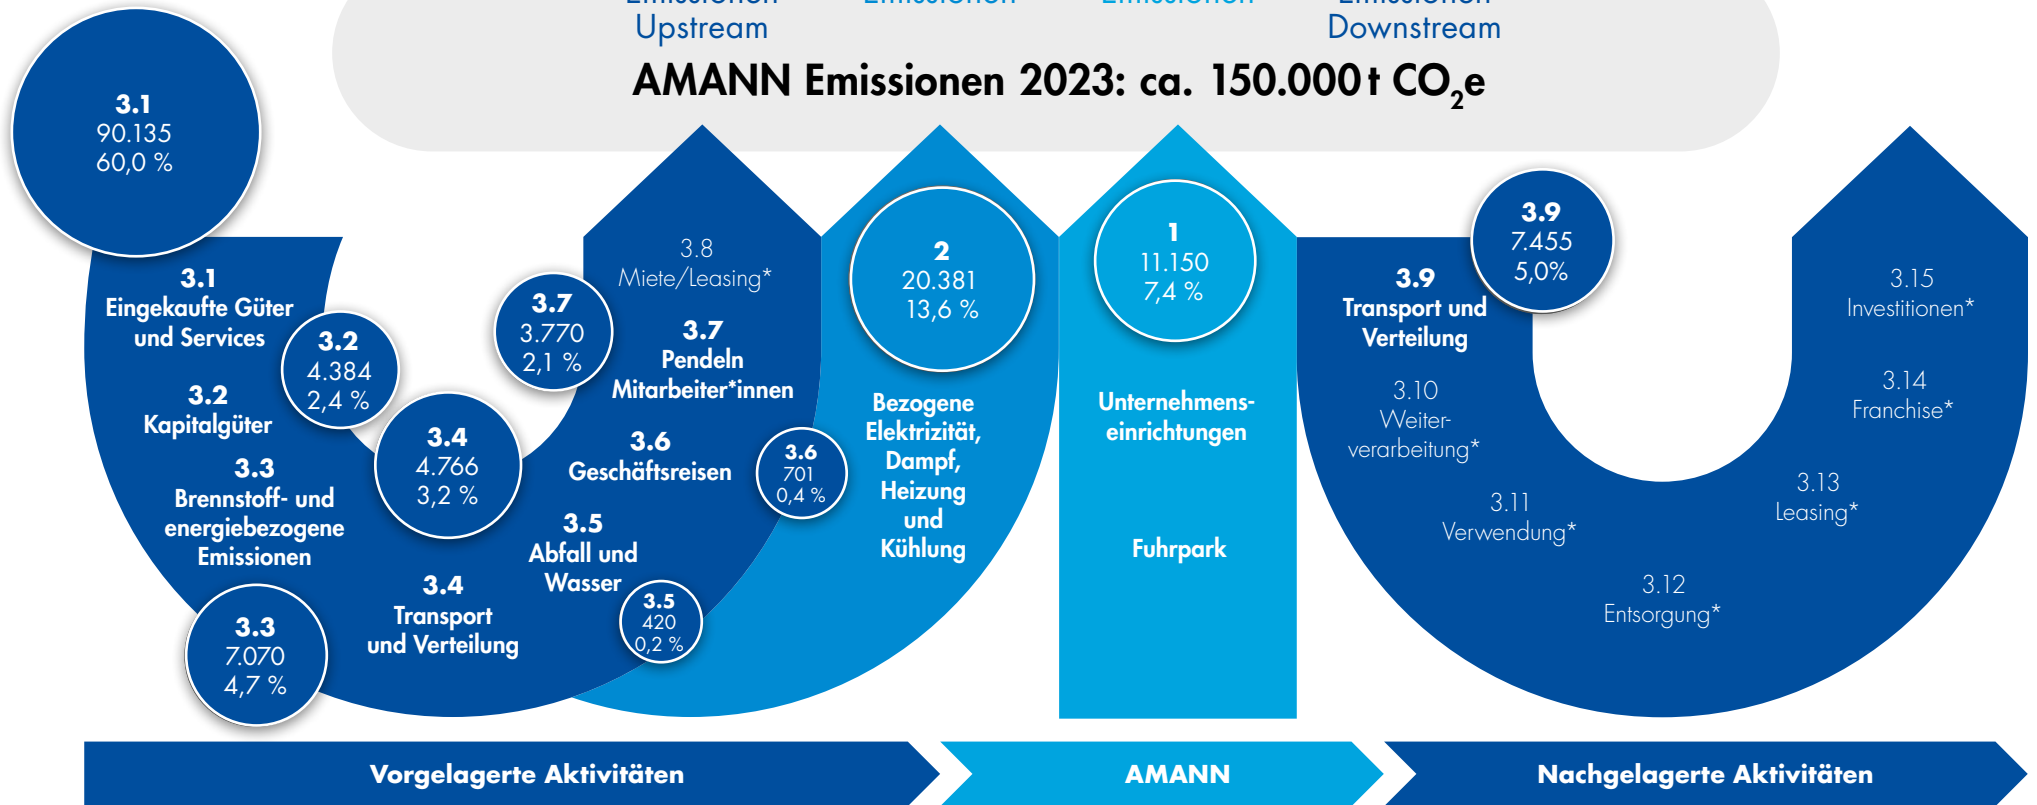 Emissionen
Emissionen
Emissionen
Emissionen
Upstream
Downstream
AMANN Emissionen 2023: ca. 150.000 t CO₂e
3.1
90.135
60,0 %
3.1
Eingekaufte Güter
und Services
3.2
4.384
2,4 %
3.2
Kapitalgüter
3.3
Brennstoff- und
energiebezogene
Emissionen
3.3
7.070
4,7 %
3.4
4.766
3,2 %
3.4
Transport
und Verteilung
3.5
Abfall und
Wasser
3.5
420
0,2 %
3.6
Geschäftsreisen
3.6
701
0,4 %
3.7
3.770
2,1 %
3.7
Pendeln
Mitarbeiter*innen
3.8
Miete/Leasing*
2
20.381
13,6 %
Bezogene
Elektrizität,
Dampf,
Heizung
und
Kühlung
1
11.150
7,4 %
Unternehmens-
einrichtungen
Fuhrpark
3.9
7.455
5,0%
3.9
Transport und
Verteilung
3.10
Weiter-
verarbeitung*
3.11
Verwendung*
3.12
Entsorgung*
3.13
Leasing*
3.14
Franchise*
3.15
Investitionen*
Vorgelagerte Aktivitäten
AMANN
Nachgelagerte Aktivitäten